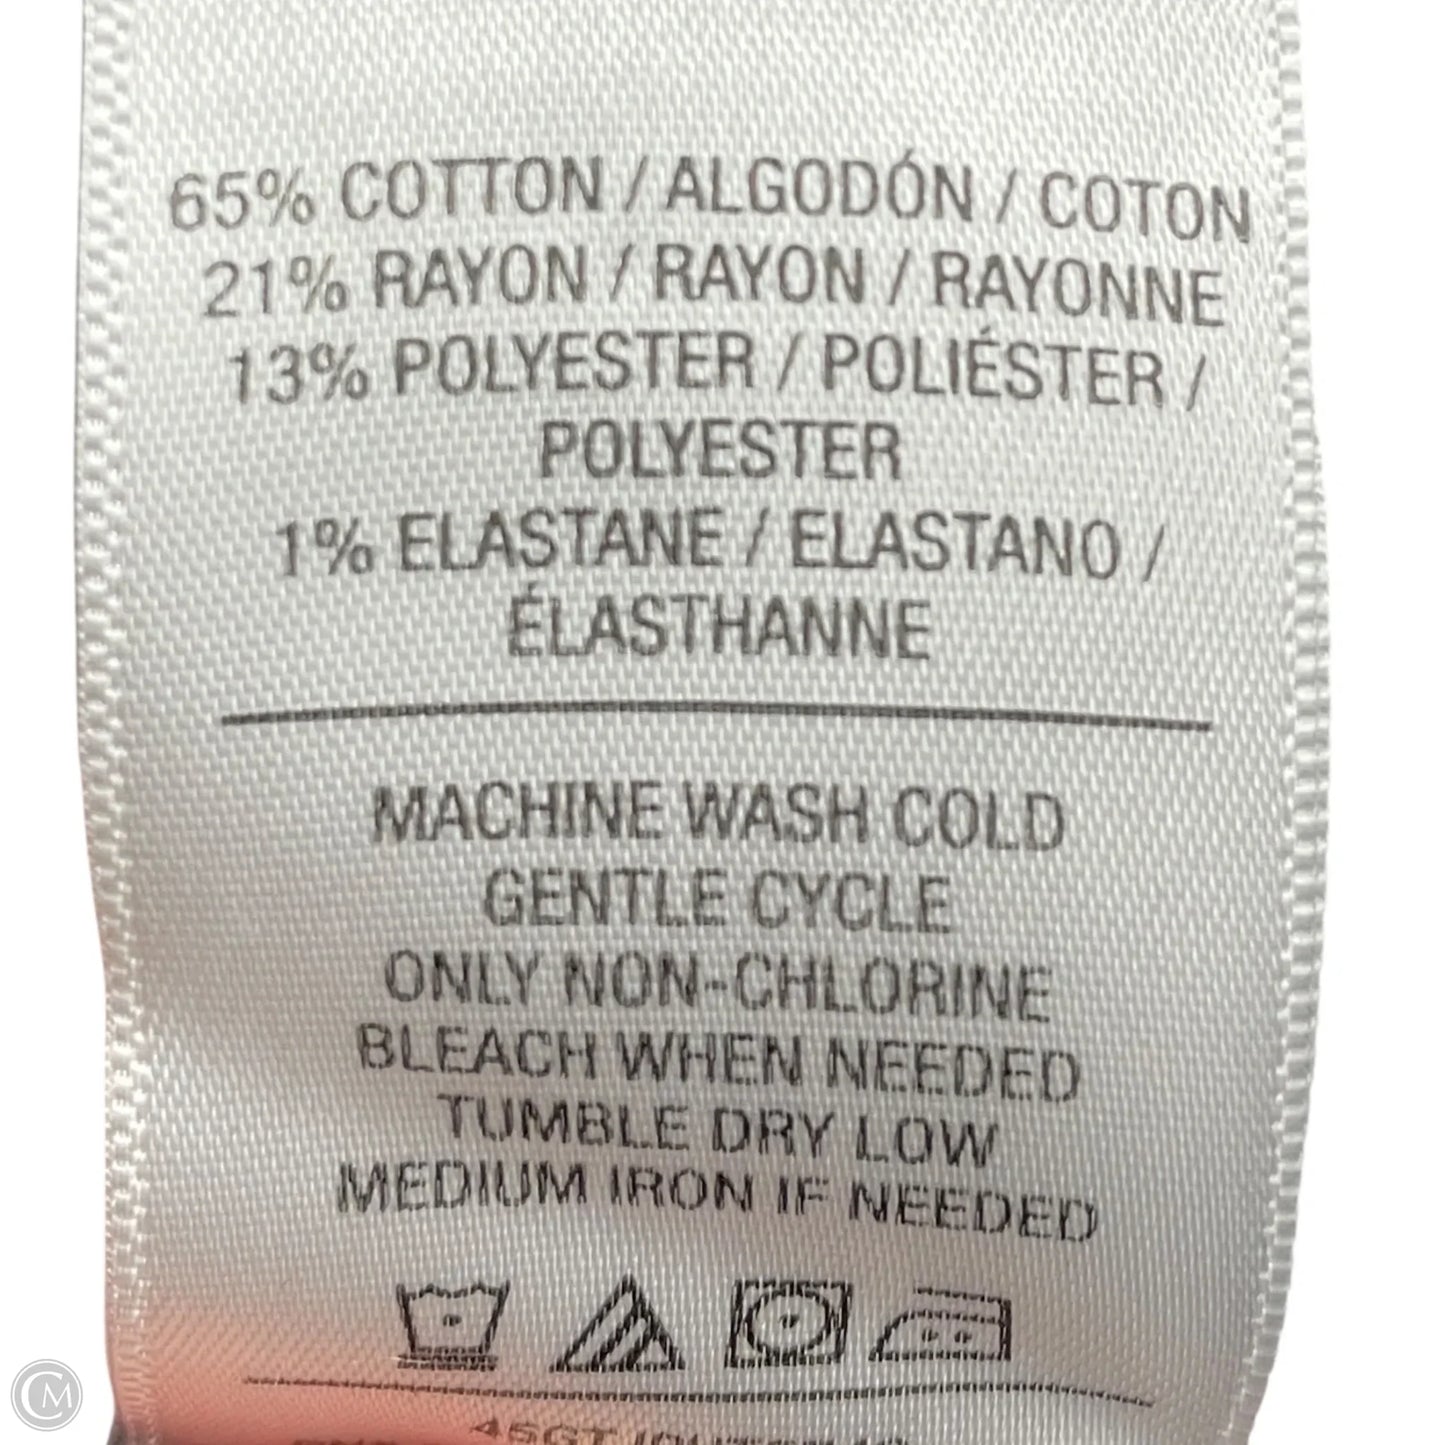 65% COTTON / ALGODÓN / COTON
21% RAYON / RAYON / RAYONNE
13% POLYESTER / POLIÉSTER /
POLYESTER
1% ELASTANE / ELASTANO /
ÉLASTHANNE
MACHINE WASH COLD
GENTLE CYCLE
ONLY NON-CHLORINE
BLEACH WHEN NEEDED
TUMBLE DRY LOW
MEDIUM IRON IF NEEDED
CM